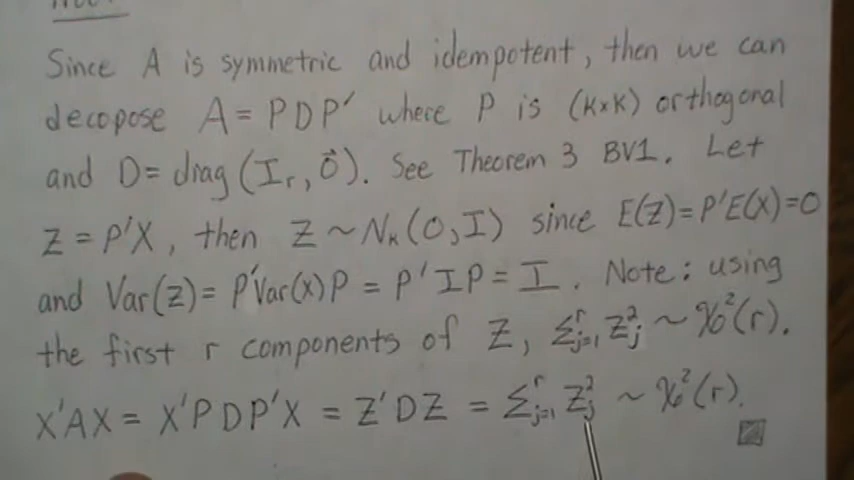 Since A is symmetric and idempotent, then we can
decopose A = PDP' where P is (K×K) orthogonal
and D = diag (I_r, 0⃗). See Theorem 3 BV1. Let
Z = P'X, then Z ~ N_K(0,I) since E(Z) = P'E(X) = 0
and Var(Z) = P'Var(X)P = P'IP = I. Note: using
the first r components of Z, Σ_{j=1}^r Z_j^2 ~ χ_0^2(r).
X'AX = X'PDP'X = Z'DZ = Σ_{j=1}^r Z_j^2 ~ χ_0^2(r).